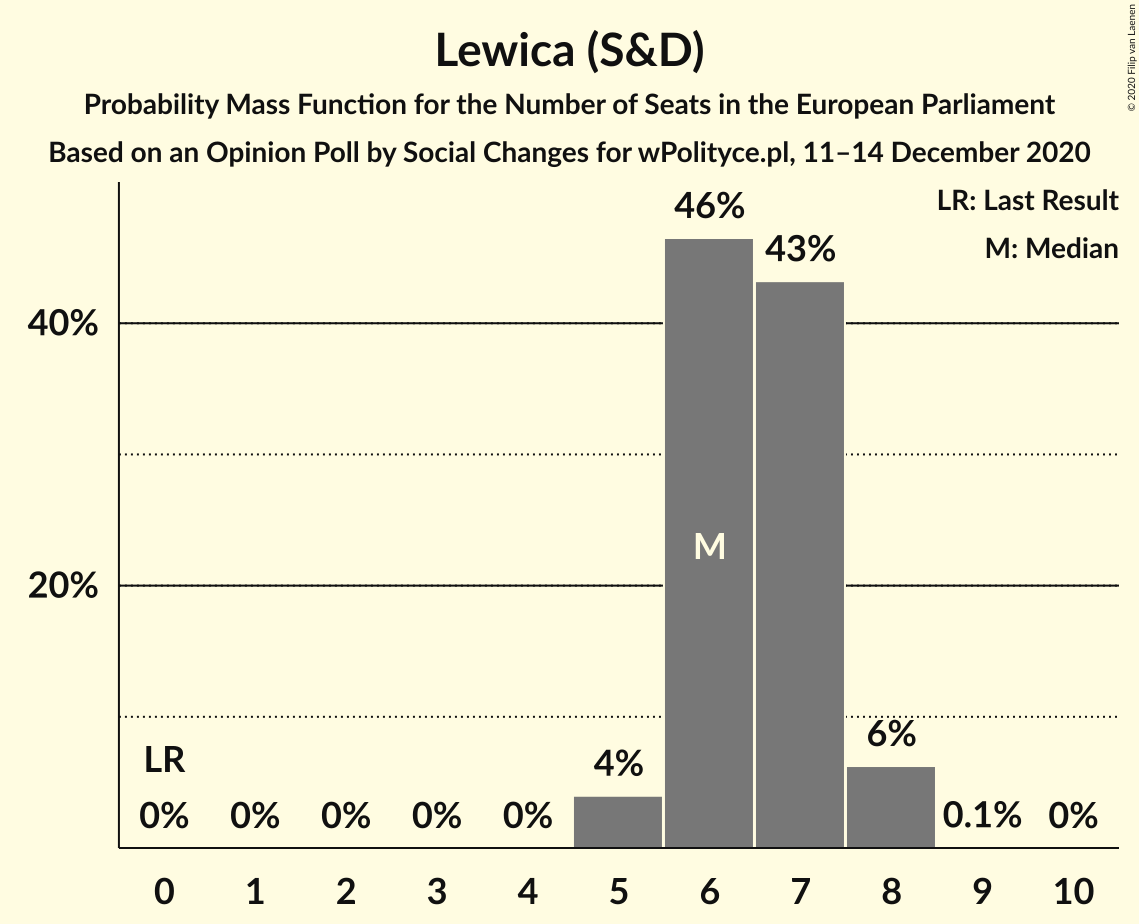 Lewica (S&D)
Probability Mass Function for the Number of Seats in the European Parliament
Based on an Opinion Poll by Social Changes for wPolityce.pl, 11–14 December 2020
© 2020 Filip van Laenen
LR: Last Result
M: Median
46%
43%
40%
M
20%
6%
LR
4%
0% 0% 0% 0% 0% 0.1% 0%
0 1 2 3 4 5 6 7 8 9 10